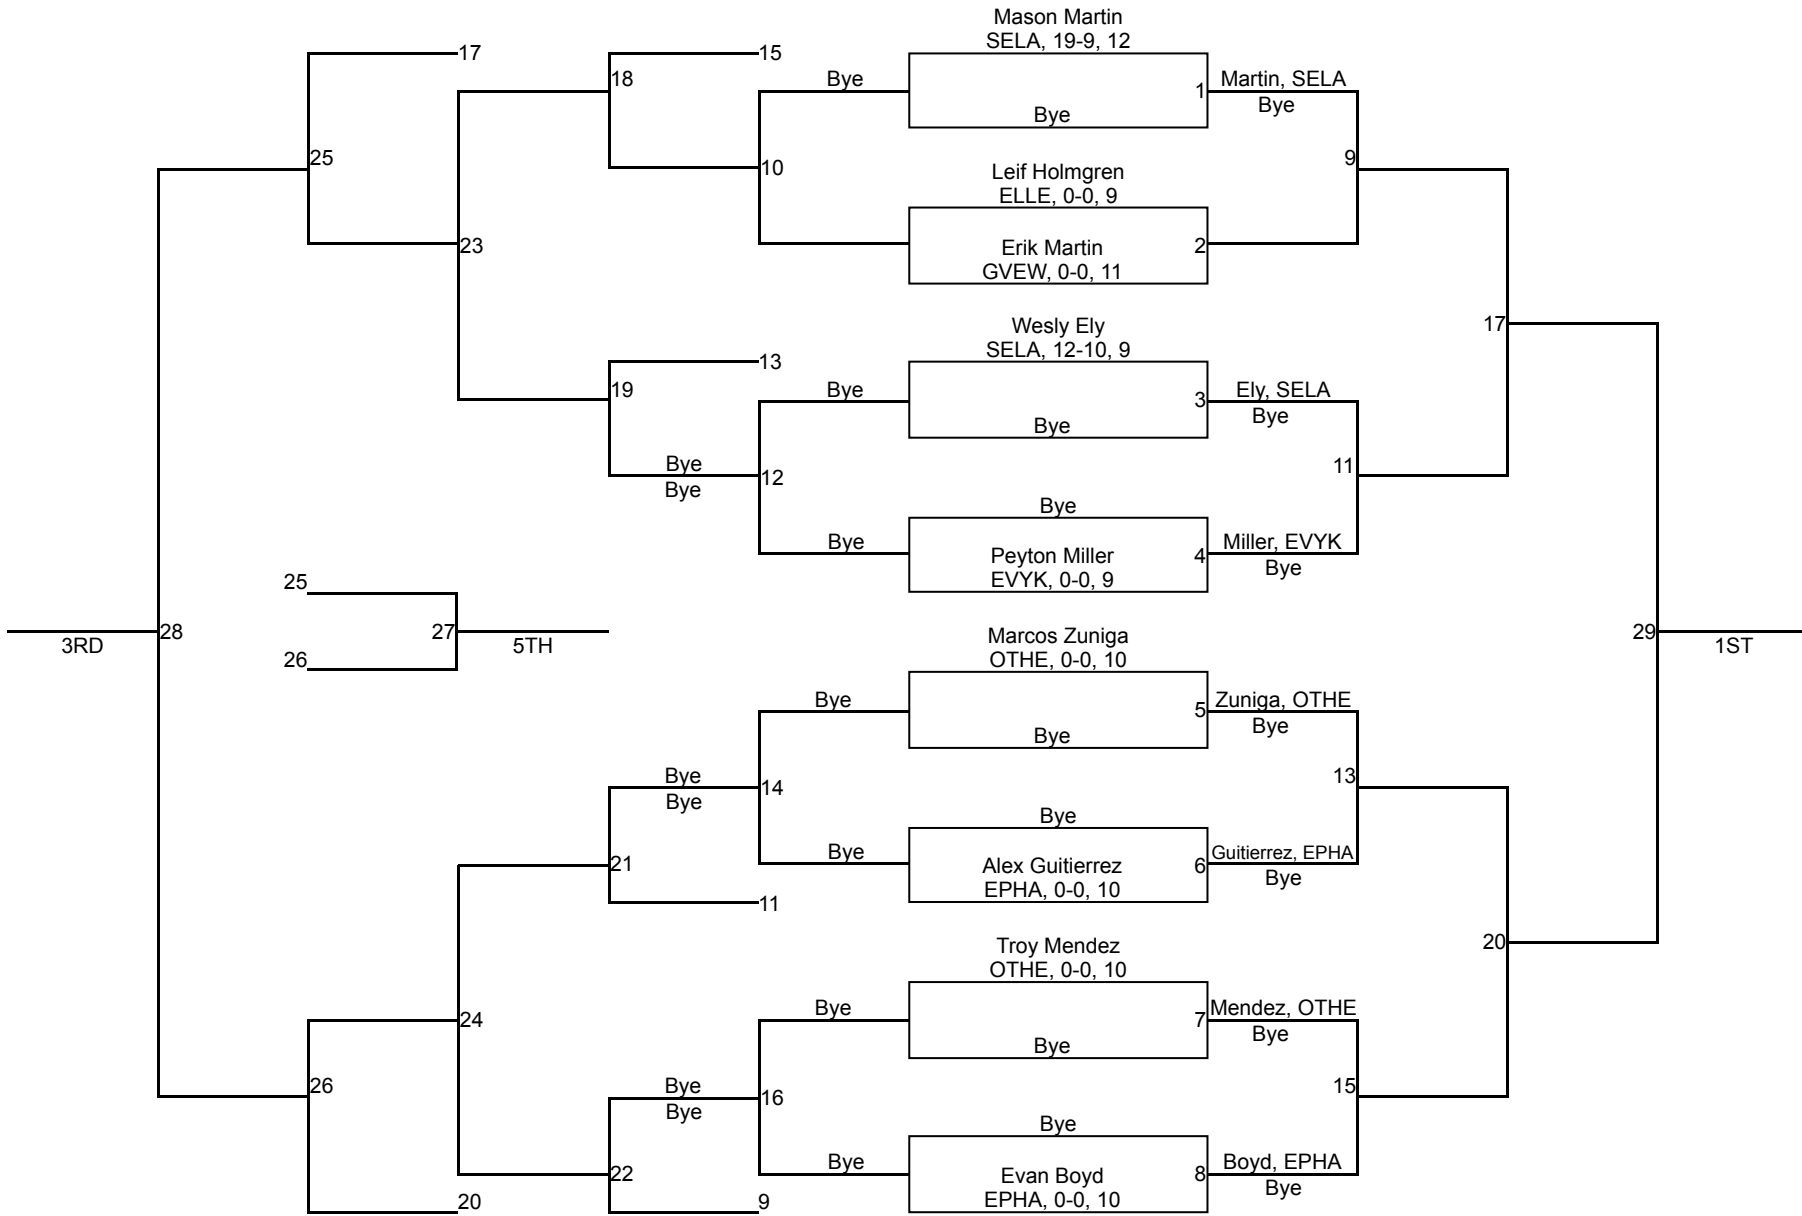 Mason Martin
SELA, 19-9, 12
17
15
18
Bye
1
Martin, SELA
Bye
Bye
25
10
9
Leif Holmgren
ELLE, 0-0, 9
23
Erik Martin
GVEW, 0-0, 11
2
Wesly Ely
SELA, 12-10, 9
17
13
19
Bye
3
Ely, SELA
Bye
Bye
Bye
Bye
12
11
Bye
Bye
Peyton Miller
EVYK, 0-0, 9
4
Miller, EVYK
Bye
25
28
3RD
27
5TH
26
29
1ST
Marcos Zuniga
OTHE, 0-0, 10
Bye
5
Zuniga, OTHE
Bye
Bye
Bye
Bye
14
13
Bye
21
Bye
Alex Guitierrez
EPHA, 0-0, 10
6
Guitierrez, EPHA
Bye
11
20
Troy Mendez
OTHE, 0-0, 10
24
Bye
7
Mendez, OTHE
Bye
Bye
26
Bye
Bye
16
15
Bye
22
Bye
Evan Boyd
EPHA, 0-0, 10
8
Boyd, EPHA
Bye
20
9